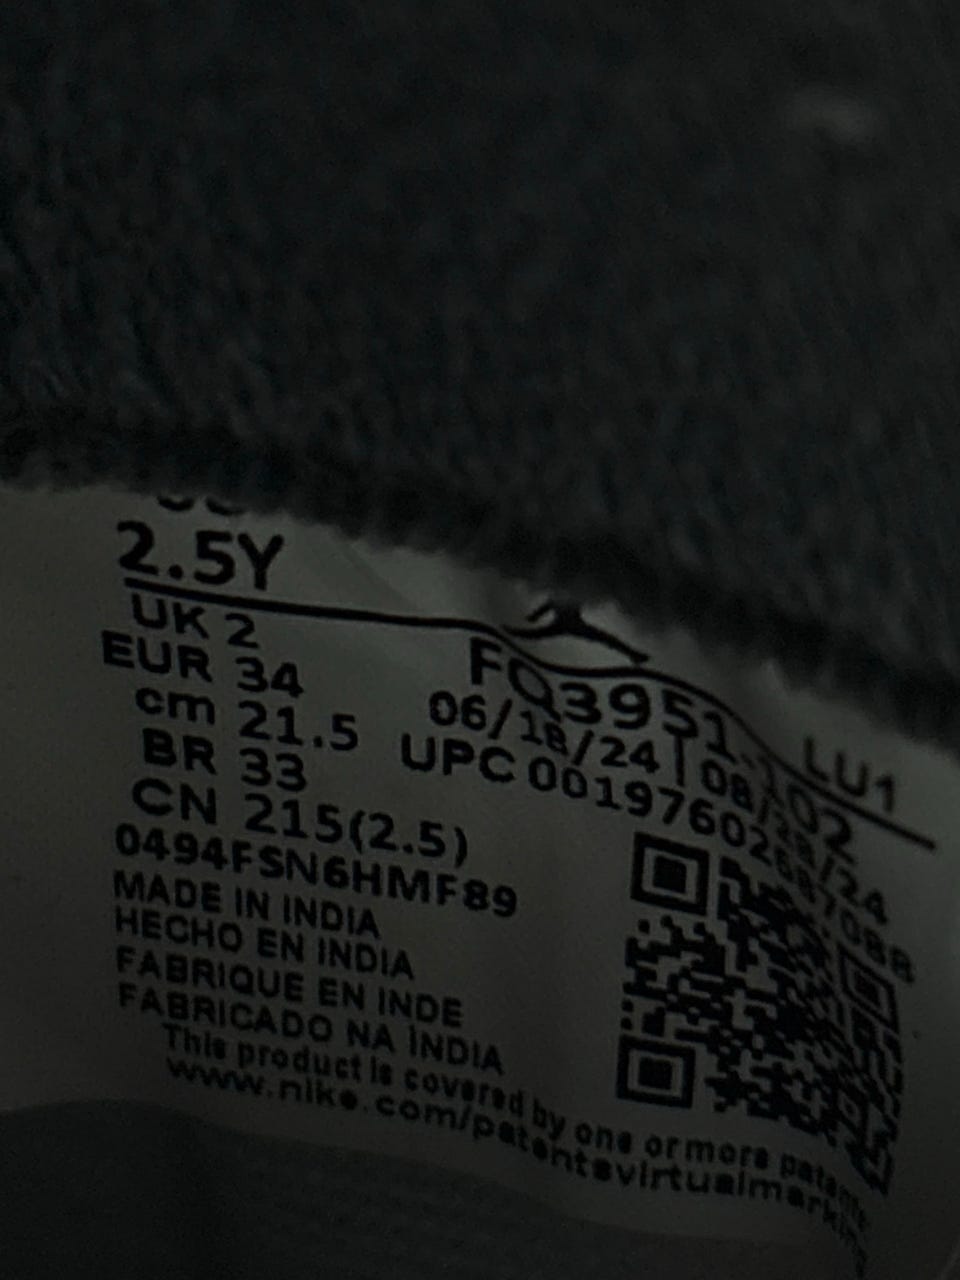 2.5Y
UK 2
EUR 34
cm 21.5
BR 33
CN 215(2.5)
0494FSN6HMF89
MADE IN INDIA
HECHO EN INDIA
FABRIQUE EN INDE
FABRICADO NA INDIA
This product is covered by one or more patents.
www.nike.com/patentsvirtualmarking
LU1
06/18/24
UPC